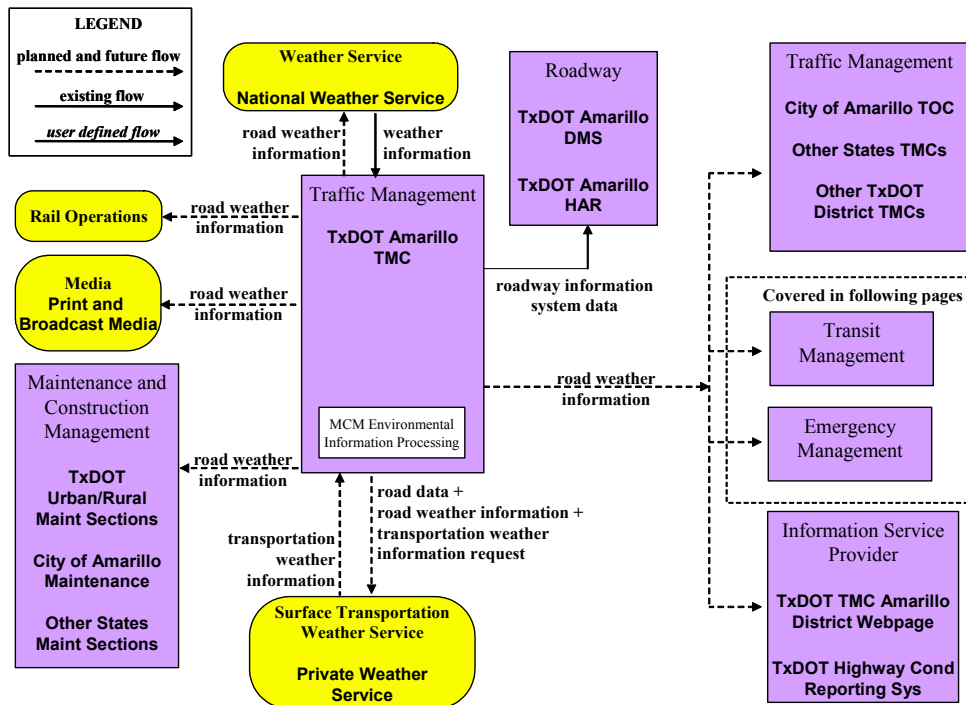 LEGEND
planned and future flow
existing flow
user defined flow
Weather Service
National Weather Service
road weather
information
weather
information
Roadway
TxDOT Amarillo
DMS
TxDOT Amarillo
HAR
Traffic Management
City of Amarillo TOC
Other States TMCs
Other TxDOT
District TMCs
Rail Operations
road weather
information
Traffic Management
TxDOT Amarillo
TMC
MCM Environmental
Information Processing
roadway information
system data
Media
Print and
Broadcast Media
road weather
information
Covered in following pages
Transit
Management
Emergency
Management
road weather
information
Maintenance and
Construction
Management
TxDOT
Urban/Rural
Maint Sections
City of Amarillo
Maintenance
Other States
Maint Sections
road weather
information
transportation
weather
information
road data +
road weather information +
transportation weather
information request
Surface Transportation
Weather Service
Private Weather
Service
Information Service
Provider
TxDOT TMC Amarillo
District Webpage
TxDOT Highway Cond
Reporting Sys